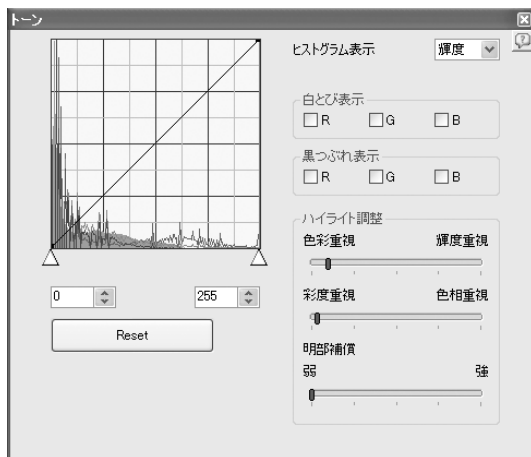 トーン
ヒストグラム表示
輝度
白とび表示
R G B
黒つぶれ表示
R G B
ハイライト調整
色彩重視 輝度重視
彩度重視 色相重視
明部補償
弱 強
0 255
Reset